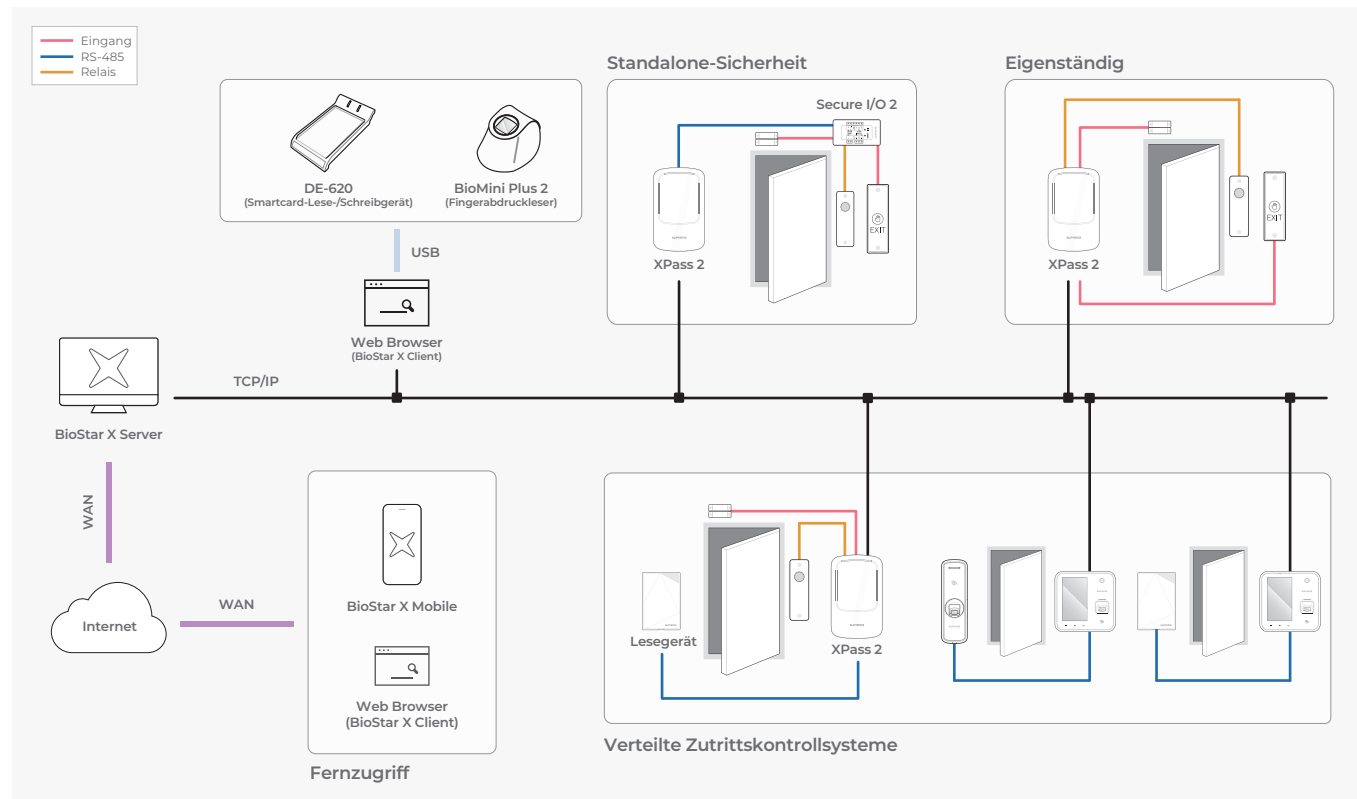 Eingang
RS-485
Relais
DE-620
(Smartcard-Lese-/Schreibgerät)
BioMini Plus 2
(Fingerabdruckleser)
USB
Web Browser
(BioStar X Client)
BioStar X Server
TCP/IP
WAN
Internet
WAN
BioStar X Mobile
Web Browser
(BioStar X Client)
Fernzugriff
Standalone-Sicherheit
Secure I/O 2
EXIT
XPass 2
Eigenständig
EXIT
XPass 2
Lesegerät
XPass 2
Verteilte Zutrittskontrollsysteme